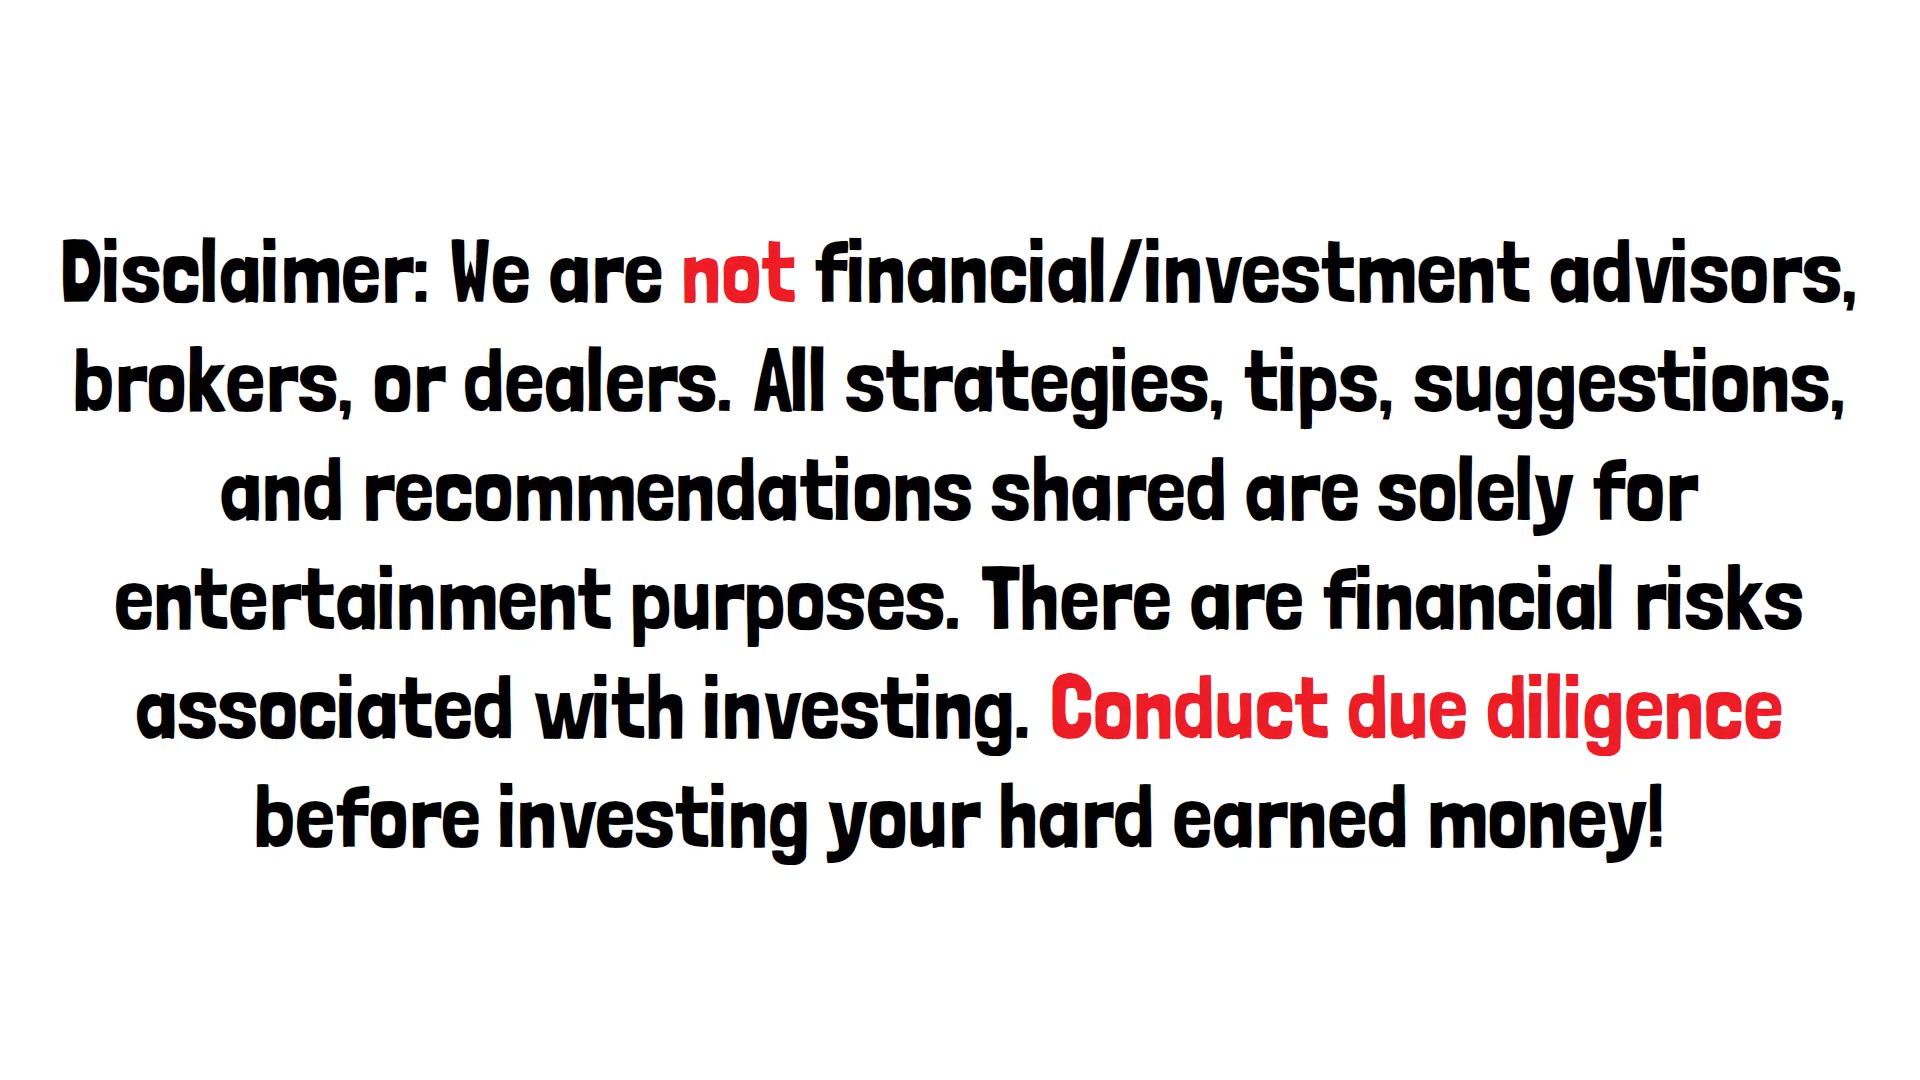 Disclaimer: We are not financial/investment advisors,
brokers, or dealers. All strategies, tips, suggestions,
and recommendations shared are solely for
entertainment purposes. There are financial risks
associated with investing. Conduct due diligence
before investing your hard earned money!